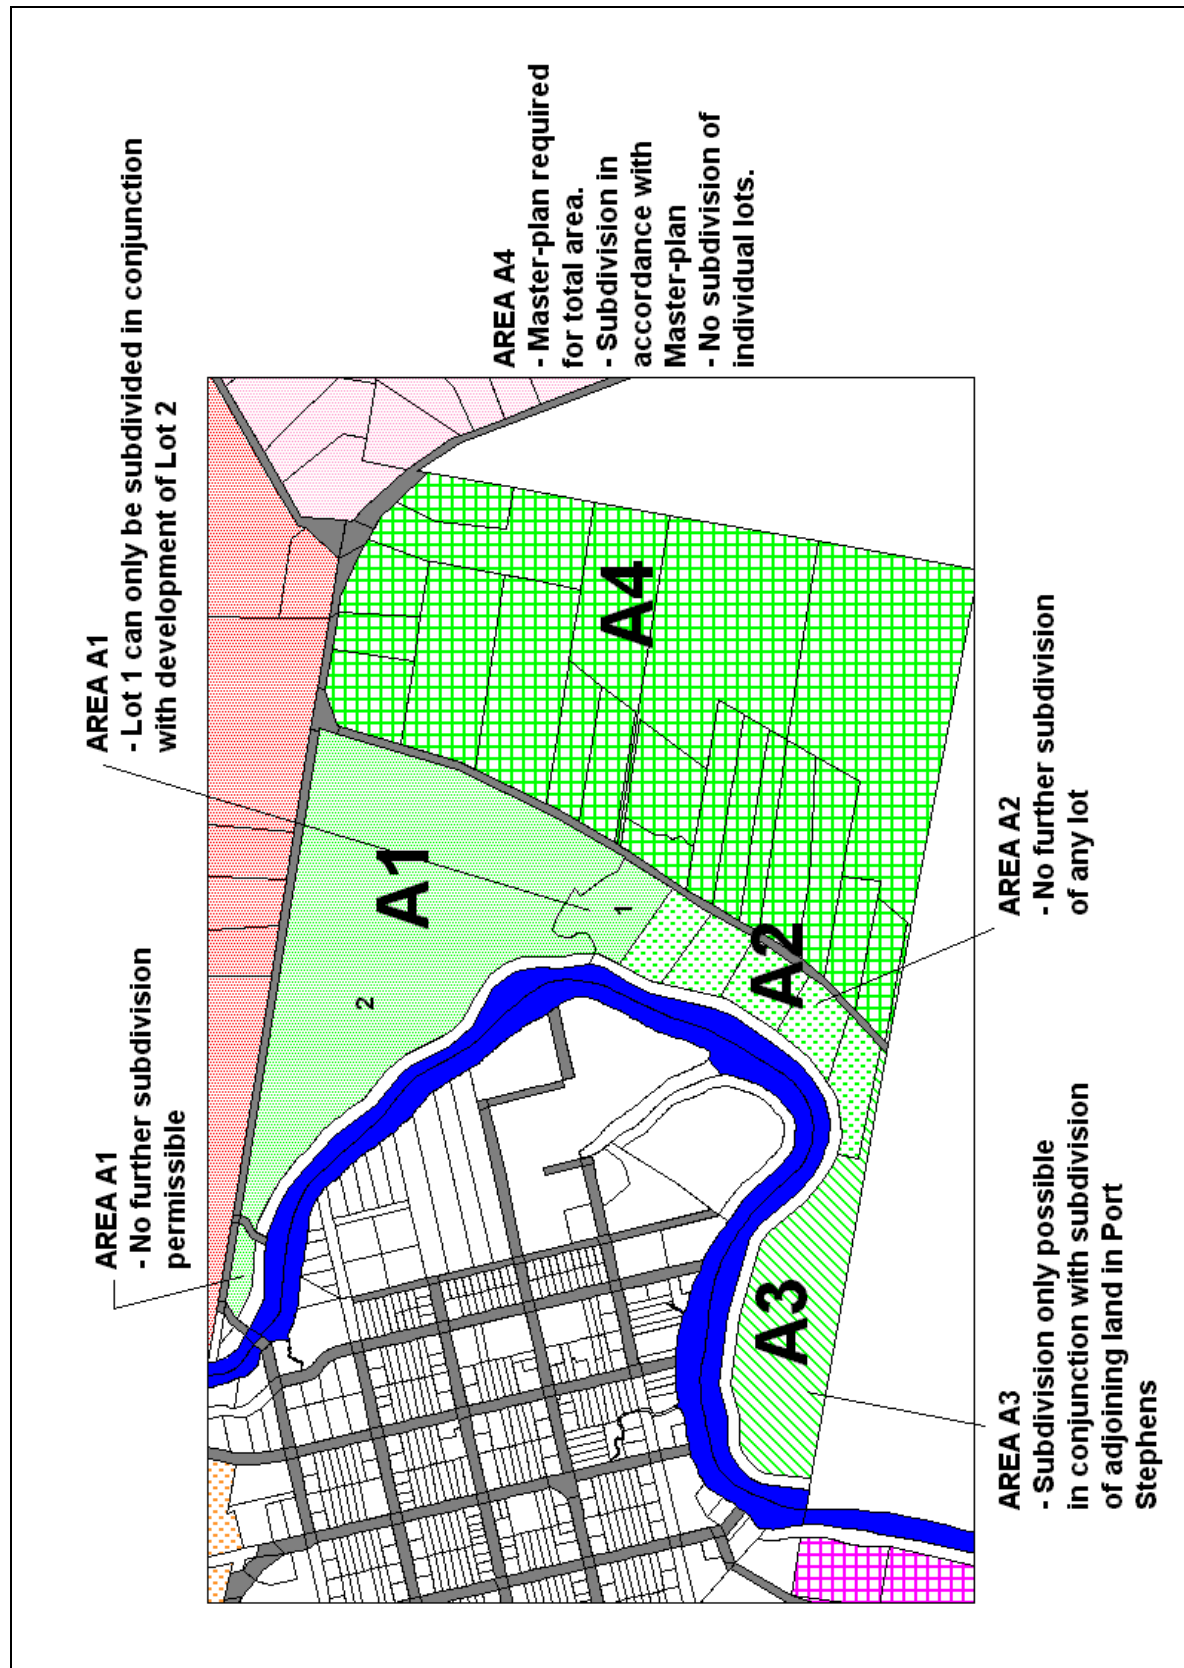 AREA A1
- No further subdivision
permissible
AREA A1
- Lot 1 can only be subdivided in conjunction
with development of Lot 2
AREA A4
- Master-plan required
for total area.
- Subdivision in
accordance with
Master-plan
- No subdivision of
individual lots.
2
A1
1
A4
A2
A3
AREA A3
- Subdivision only possible
in conjunction with subdivision
of adjoining land in Port
Stephens
AREA A2
- No further subdivision
of any lot